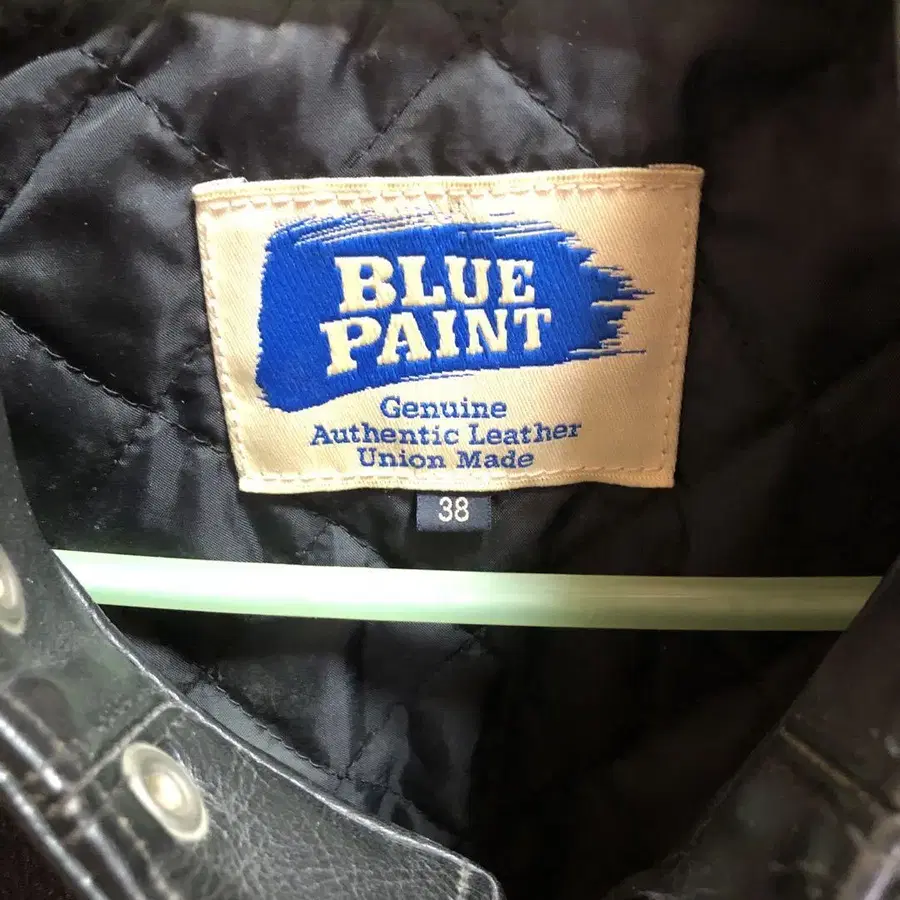 BLUE
PAINT
Genuine
Authentic Leather
Union Made
38